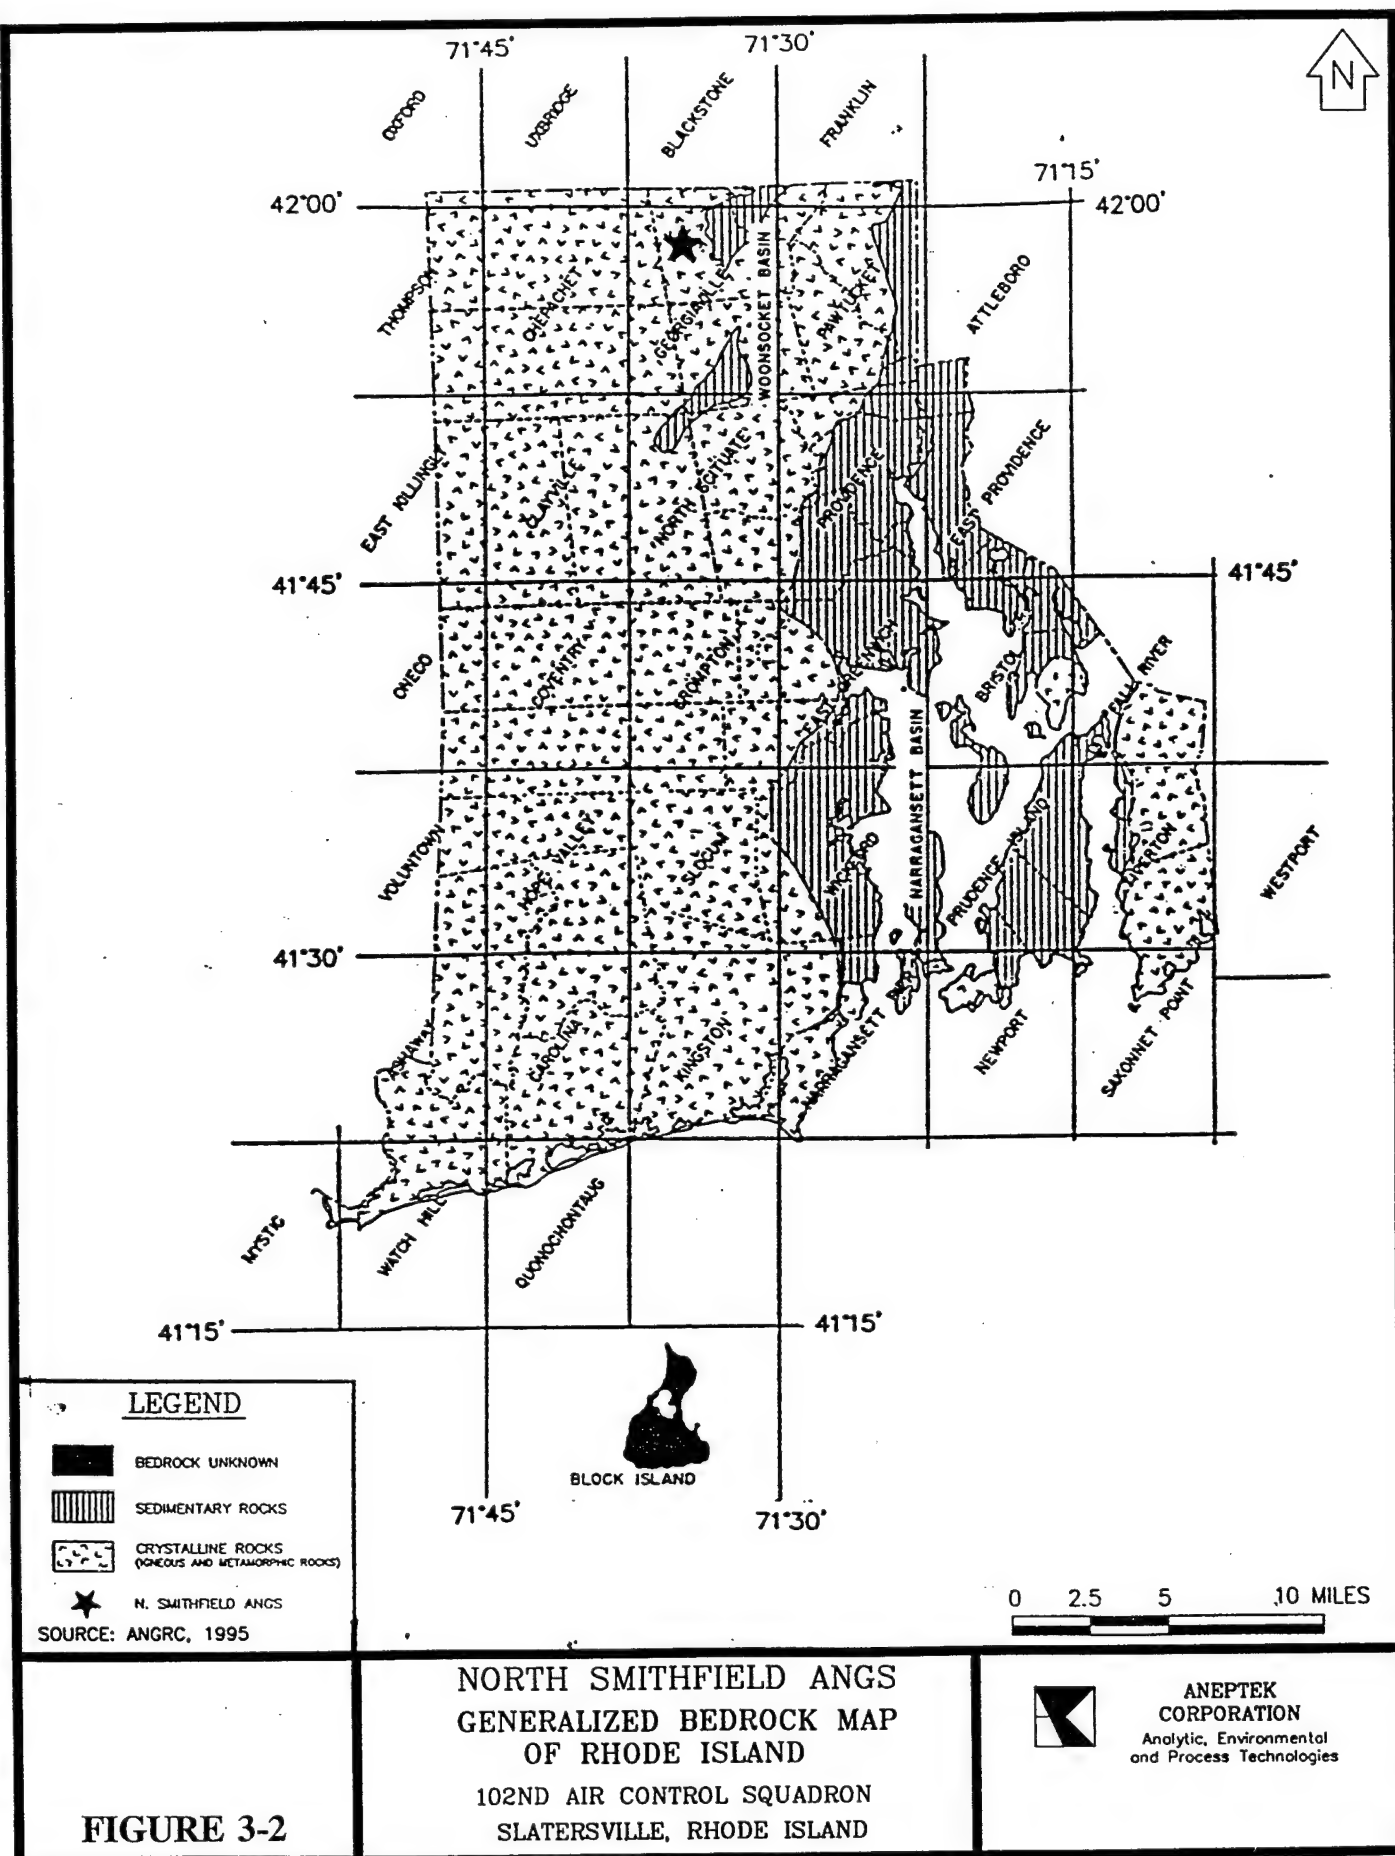 71°45'
71°30'
N
OXFORD
UXBRIDGE
BLACKSTONE
FRANKLIN
71°15'
42°00'
42°00'
THOMPSON
CHEPACHET
GEORGIAVILLE
WOONSOCKET BASIN
PAWTUCKET
ATTLEBORO
EAST KILLINGLY
CLAYVILLE
NORTH SCITUATE
PROVIDENCE
EAST PROVIDENCE
41°45'
41°45'
ONECO
COVENTRY
CROMPTON
EAST GREENWICH
BRISTOL
FALL RIVER
NARRAGANSETT BASIN
VOLUNTOWN
HOPE VALLEY
SLOCUM
WICKFORD
PRUDENCE ISLAND
TIVERTON
WESTPORT
41°30'
ASHAWAY
CAROLINA
KINGSTON
NARRAGANSETT PIER
NEWPORT
SAKONNET POINT
MYSTIC
WATCH HILL
QUONOCHONTAUG
41°15'
41°15'
BLOCK ISLAND
71°45'
71°30'
LEGEND
BEDROCK UNKNOWN
SEDIMENTARY ROCKS
CRYSTALLINE ROCKS
(IGNEOUS AND METAMORPHIC ROCKS)
N. SMITHFIELD ANGS
SOURCE: ANGRC, 1995
0 2.5 5 10 MILES
FIGURE 3-2
NORTH SMITHFIELD ANGS
GENERALIZED BEDROCK MAP
OF RHODE ISLAND
102ND AIR CONTROL SQUADRON
SLATERSVILLE, RHODE ISLAND
ANEPTEK
CORPORATION
Analytic, Environmental
and Process Technologies